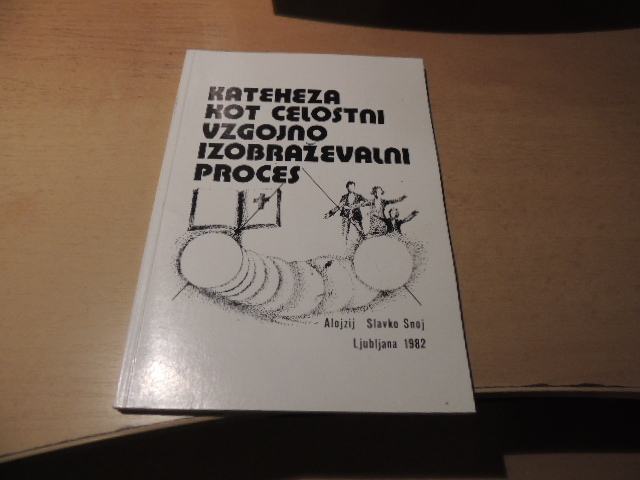 KATEHEZA
KOT CELOSTNI
VZGOJNO
IZOBRAŽEVALNI
PROCES
Alojzij Slavko Snoj
Ljubljana 1982